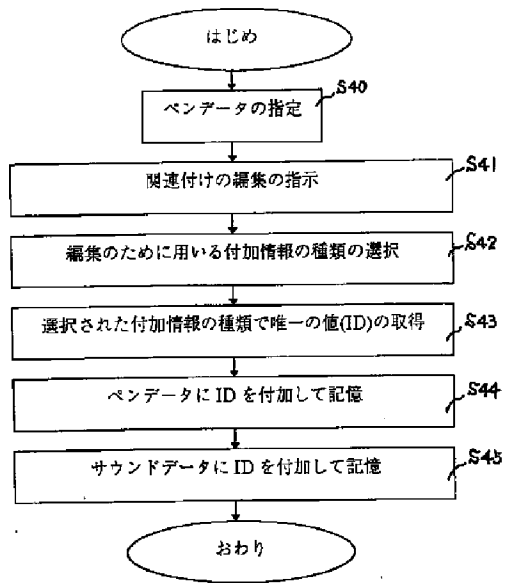 はじめ
S40
ペンデータの指定
S41
関連付けの編集の指示
S42
編集のために用いる付加情報の種類の選択
S43
選択された付加情報の種類で唯一の値(ID)の取得
S44
ペンデータに ID を付加して記憶
S45
サウンドデータに ID を付加して記憶
おわり